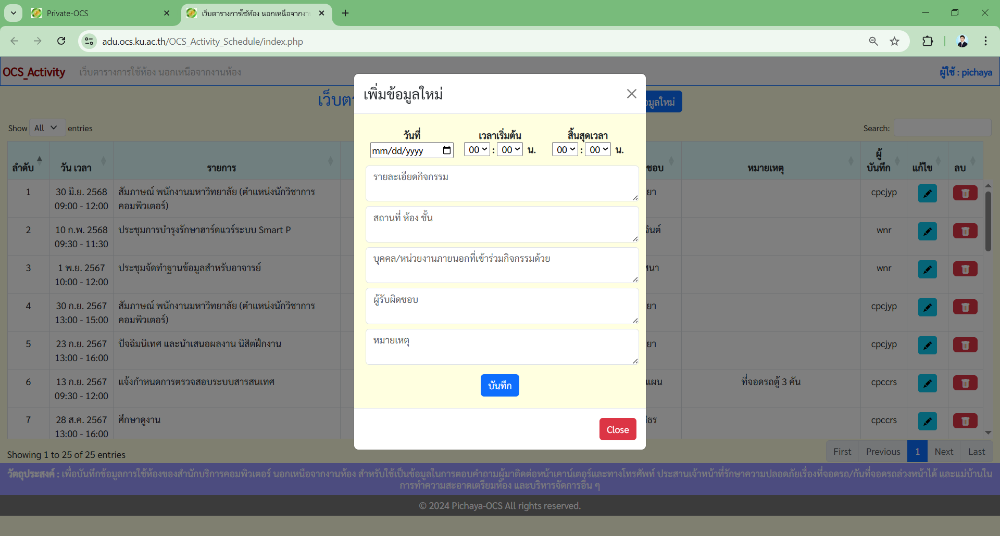 Private-OCS
เว็บตารางการใช้ห้อง นอกเหนือจากงา
adu.ocs.ku.ac.th/OCS_Activity_Schedule/index.php
OCS_Activity เว็บตารางการใช้ห้อง นอกเหนือจากงานห้อง ผู้ใช้ : pichaya
เพิ่มข้อมูลใหม่
Show All entries
Search:
ลำดับ วัน เวลา รายการ หมายเหตุ ผู้บันทึก แก้ไข ลบ
1 30 มิ.ย. 2568 สัมภาษณ์ พนักงานมหาวิทยาลัย (ตำแหน่งนักวิชาการ cpcjyp
09:00 - 12:00 คอมพิวเตอร์)
2 10 ก.พ. 2568 ประชุมการบำรุงรักษาฮาร์ดแวร์ระบบ Smart P wnr
09:30 - 11:30
3 1 พ.ย. 2567 ประชุมจัดทำฐานข้อมูลสำหรับอาจารย์ wnr
10:00 - 12:00
4 30 ก.ย. 2567 สัมภาษณ์ พนักงานมหาวิทยาลัย (ตำแหน่งนักวิชาการ cpcjyp
13:00 - 15:00 คอมพิวเตอร์)
5 23 ก.ย. 2567 ปัจฉิมนิเทศ และนำเสนอผลงาน นิสิตฝึกงาน cpcjyp
13:00 - 16:00
6 13 ก.ย. 2567 แจ้งกำหนดการตรวจสอบระบบสารสนเทศ ที่จอดรถตู้ 3 คัน cpccrs
09:30 - 12:00
7 28 ส.ค. 2567 ศึกษาดูงาน cpccrs
13:00 - 16:00
วันที่ เวลาเริ่มต้น สิ้นสุดเวลา
mm/dd/yyyy 00 : 00 น. 00 : 00 น.
รายละเอียดกิจกรรม
สถานที่ ห้อง ชั้น
บุคคล/หน่วยงานภายนอกที่เข้าร่วมกิจกรรมด้วย
ผู้รับผิดชอบ
หมายเหตุ
บันทึก
Close
Showing 1 to 25 of 25 entries
First Previous 1 Next Last
วัตถุประสงค์ : เพื่อบันทึกข้อมูลการใช้ห้องของสำนักบริการคอมพิวเตอร์ นอกเหนือจากงานห้อง สำหรับใช้เป็นข้อมูลในการตอบคำถามผู้มาติดต่อหน้าเคาน์เตอร์และทางโทรศัพท์ ประสานเจ้าหน้าที่รักษาความปลอดภัยเรื่องที่จอดรถ/กันที่จอดรถล่วงหน้าได้ และแม่บ้านใน
การทำความสะอาดเตรียมห้อง และบริหารจัดการอื่น ๆ
© 2024 Pichaya-OCS All rights reserved.